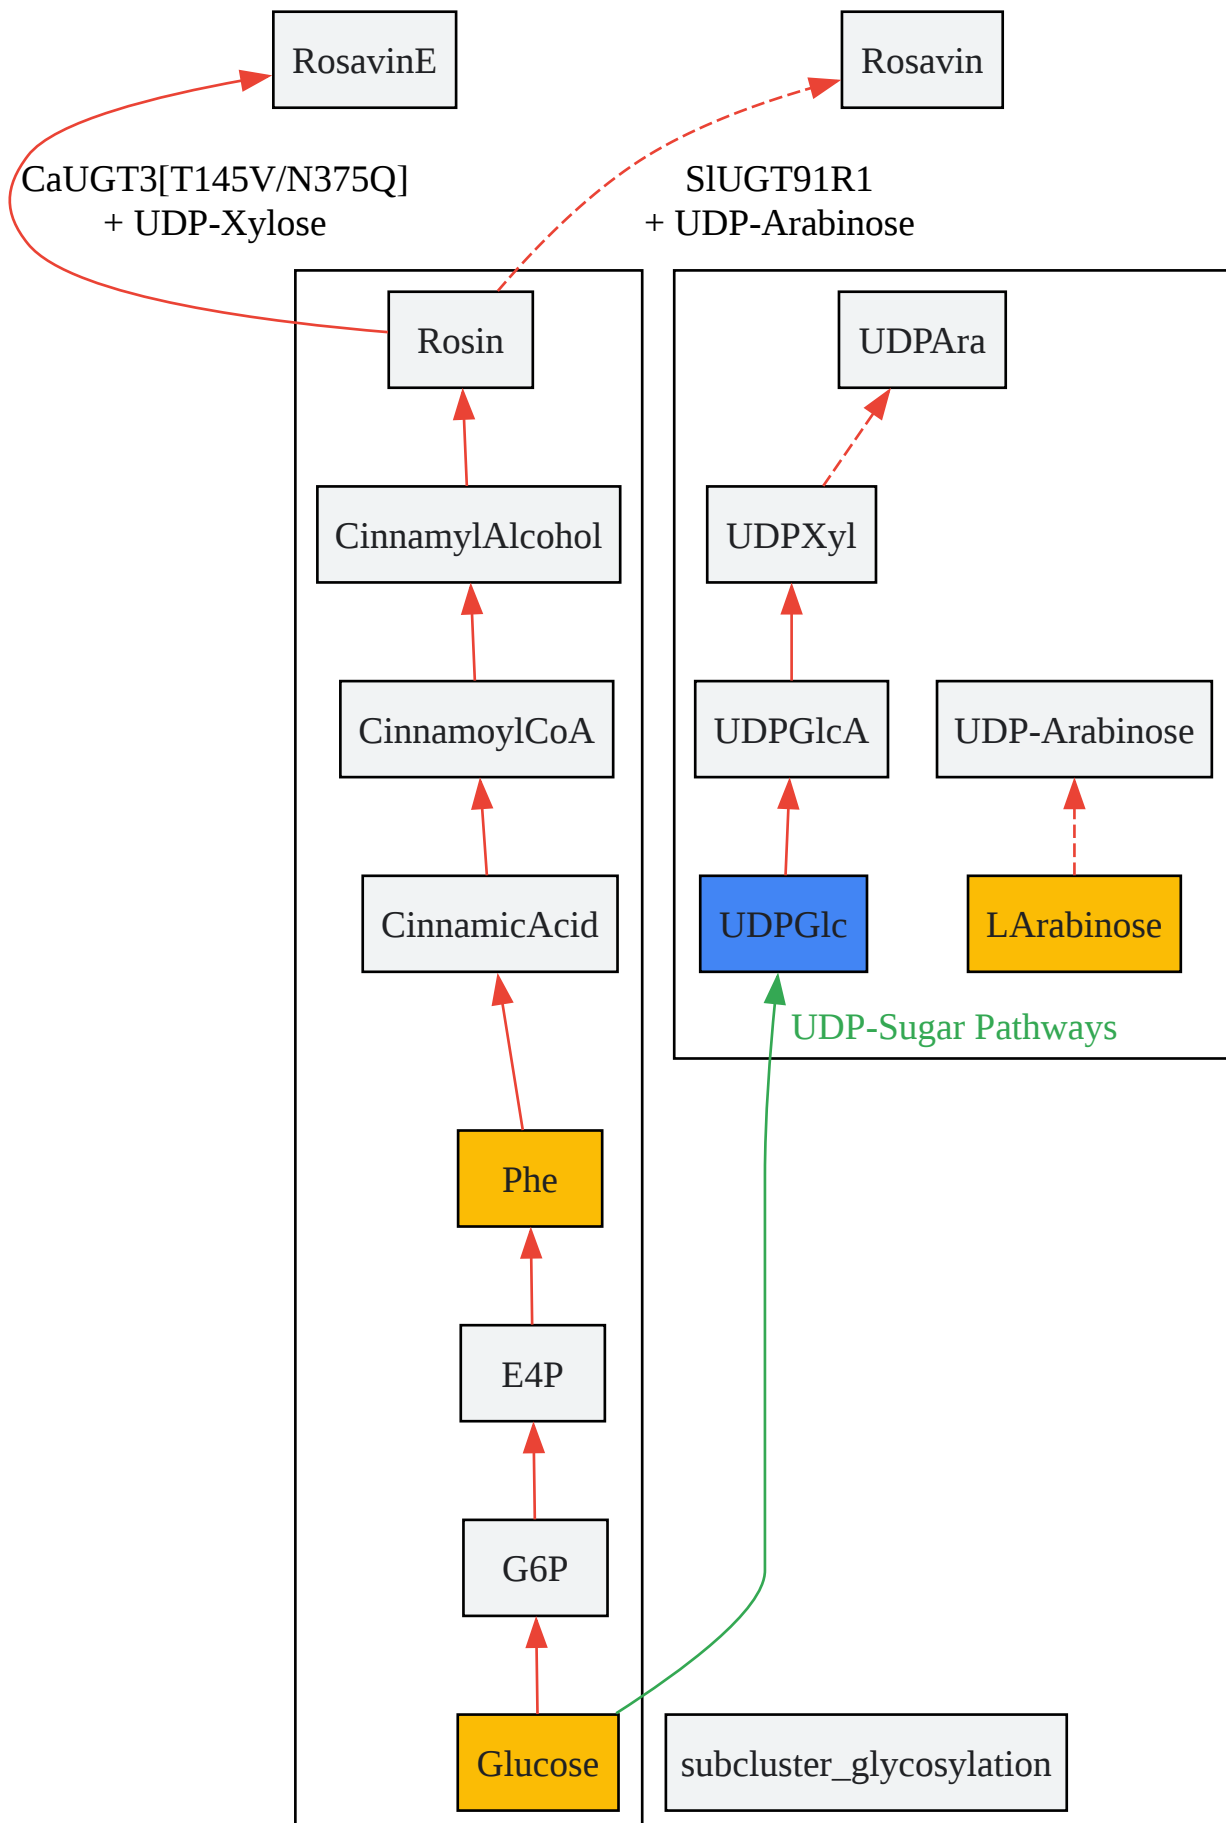 RosavinE
Rosavin
CaUGT3[T145V/N375Q]
+ UDP-Xylose
SlUGT91R1
+ UDP-Arabinose
Rosin
UDPAra
CinnamylAlcohol
UDPXyl
CinnamoylCoA
UDPGlcA
UDP-Arabinose
CinnamicAcid
UDPGlc
LArabinose
UDP-Sugar Pathways
Phe
E4P
G6P
Glucose
subcluster_glycosylation